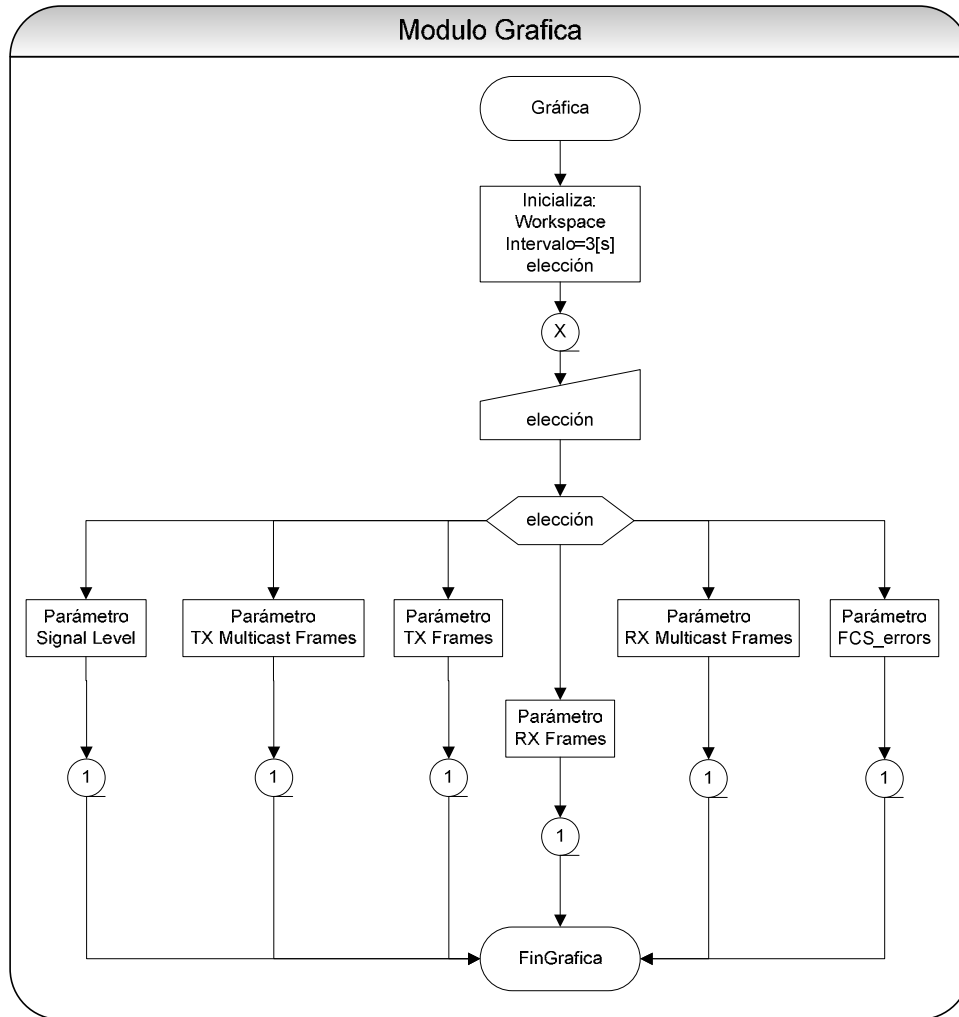 Modulo Grafica
Gráfica
Inicializa:
Workspace
Intervalo=3[s]
elección
X
elección
elección
Parámetro
Signal Level
Parámetro
TX Multicast Frames
Parámetro
TX Frames
Parámetro
RX Multicast Frames
Parámetro
FCS_errors
Parámetro
RX Frames
1
1
1
1
1
1
FinGrafica